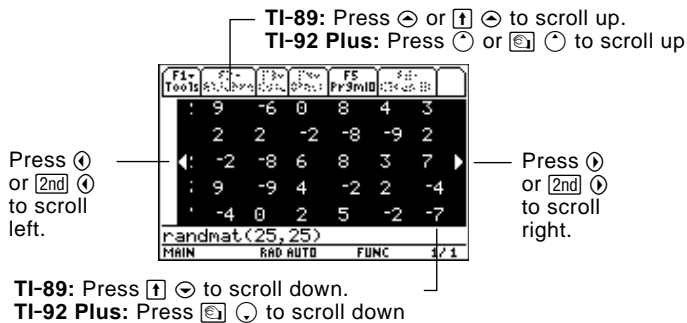 TI-89: Press or ↑ to scroll up.
TI-92 Plus: Press or to scroll up
F1 Tools F5 PrgmIO
: 9 -6 0 8 4 3
2 2 -2 -8 -9 2
-2 -8 6 8 3 7
9 -9 4 -2 2 -4
-4 0 2 5 -2 -7
randmat(25,25)
MAIN RAD AUTO FUNC 1/1
Press
or 2nd
to scroll
left.
Press
or 2nd
to scroll
right.
TI-89: Press ↑ to scroll down.
TI-92 Plus: Press to scroll down